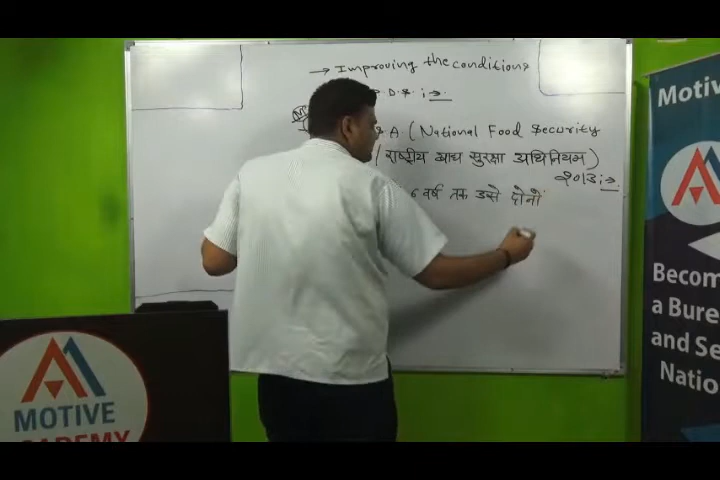 → Improving the conditions
P.D.S. :→.
A (National Food Security
(राष्ट्रीय खाद्य सुरक्षा अधिनियम)
2013:→.
6 वर्ष तक उसे दोनों
MOTIVE
ACADEMY
Motiv
Becom
a Bure
and Se
Natio